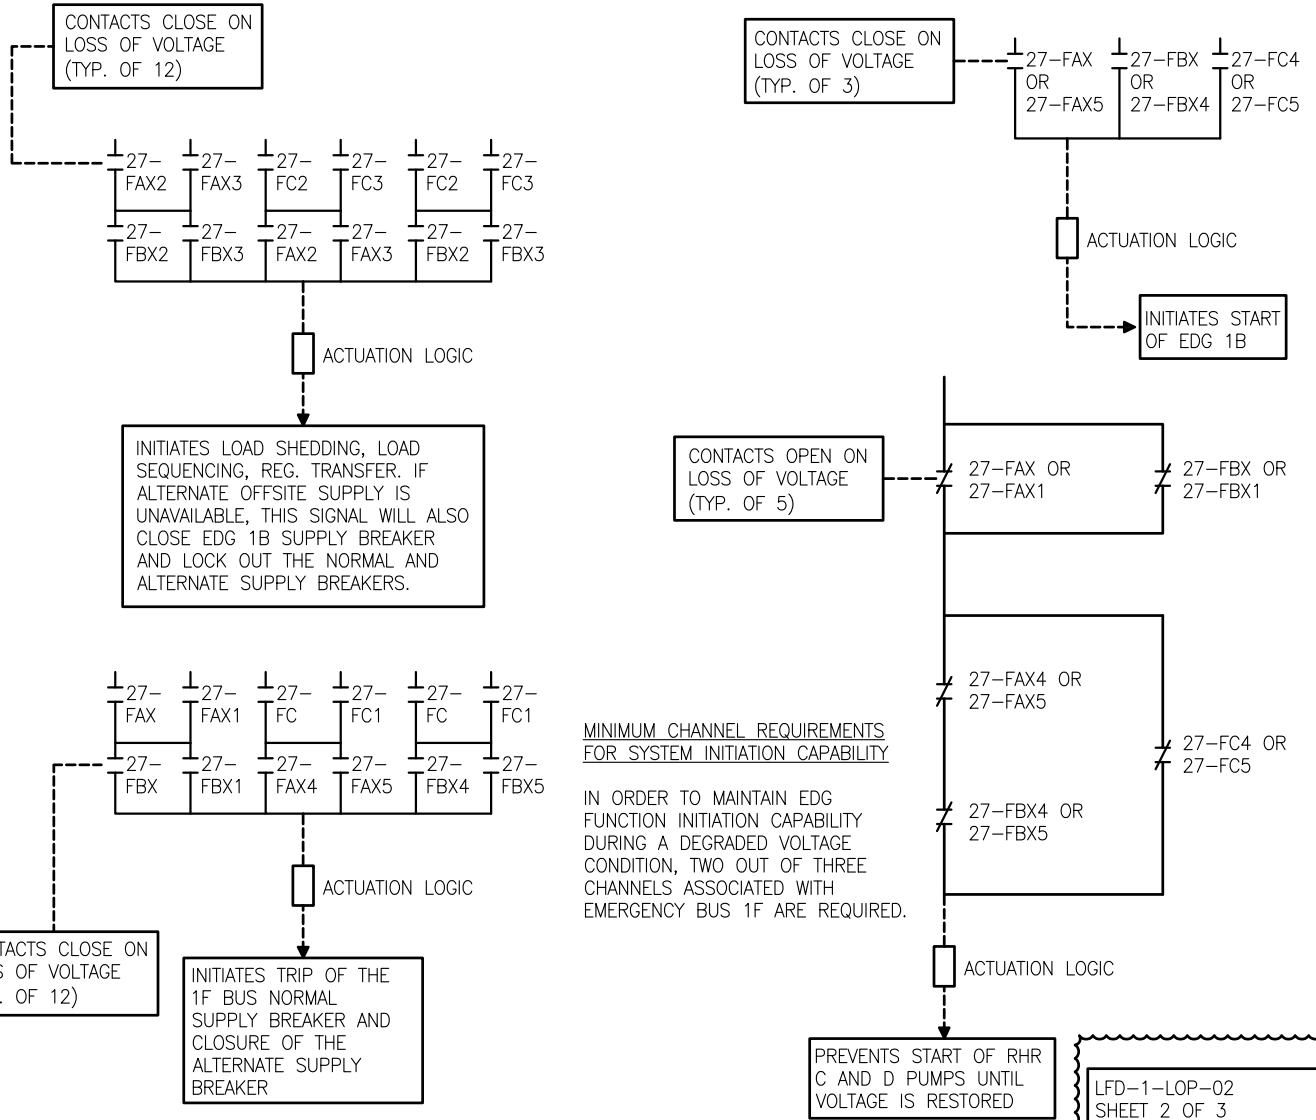 CONTACTS CLOSE ON
LOSS OF VOLTAGE
(TYP. OF 12)
27-
FAX2
27-
FAX3
27-
FC2
27-
FC3
27-
FC2
27-
FC3
27-
FBX2
27-
FBX3
27-
FAX2
27-
FAX3
27-
FBX2
27-
FBX3
ACTUATION LOGIC
INITIATES LOAD SHEDDING, LOAD
SEQUENCING, REG. TRANSFER. IF
ALTERNATE OFFSITE SUPPLY IS
UNAVAILABLE, THIS SIGNAL WILL ALSO
CLOSE EDG 1B SUPPLY BREAKER
AND LOCK OUT THE NORMAL AND
ALTERNATE SUPPLY BREAKERS.
27-
FAX
27-
FAX1
27-
FC
27-
FC1
27-
FC
27-
FC1
27-
FBX
27-
FBX1
27-
FAX4
27-
FAX5
27-
FBX4
27-
FBX5
ACTUATION LOGIC
TACTS CLOSE ON
S OF VOLTAGE
. OF 12)
INITIATES TRIP OF THE
1F BUS NORMAL
SUPPLY BREAKER AND
CLOSURE OF THE
ALTERNATE SUPPLY
BREAKER
CONTACTS CLOSE ON
LOSS OF VOLTAGE
(TYP. OF 3)
27-FAX
OR
27-FAX5
27-FBX
OR
27-FBX4
27-FC4
OR
27-FC5
ACTUATION LOGIC
INITIATES START
OF EDG 1B
CONTACTS OPEN ON
LOSS OF VOLTAGE
(TYP. OF 5)
27-FAX OR
27-FAX1
27-FBX OR
27-FBX1
27-FAX4 OR
27-FAX5
27-FC4 OR
27-FC5
27-FBX4 OR
27-FBX5
MINIMUM CHANNEL REQUIREMENTS
FOR SYSTEM INITIATION CAPABILITY
IN ORDER TO MAINTAIN EDG
FUNCTION INITIATION CAPABILITY
DURING A DEGRADED VOLTAGE
CONDITION, TWO OUT OF THREE
CHANNELS ASSOCIATED WITH
EMERGENCY BUS 1F ARE REQUIRED.
ACTUATION LOGIC
PREVENTS START OF RHR
C AND D PUMPS UNTIL
VOLTAGE IS RESTORED
LFD-1-LOP-02
SHEET 2 OF 3